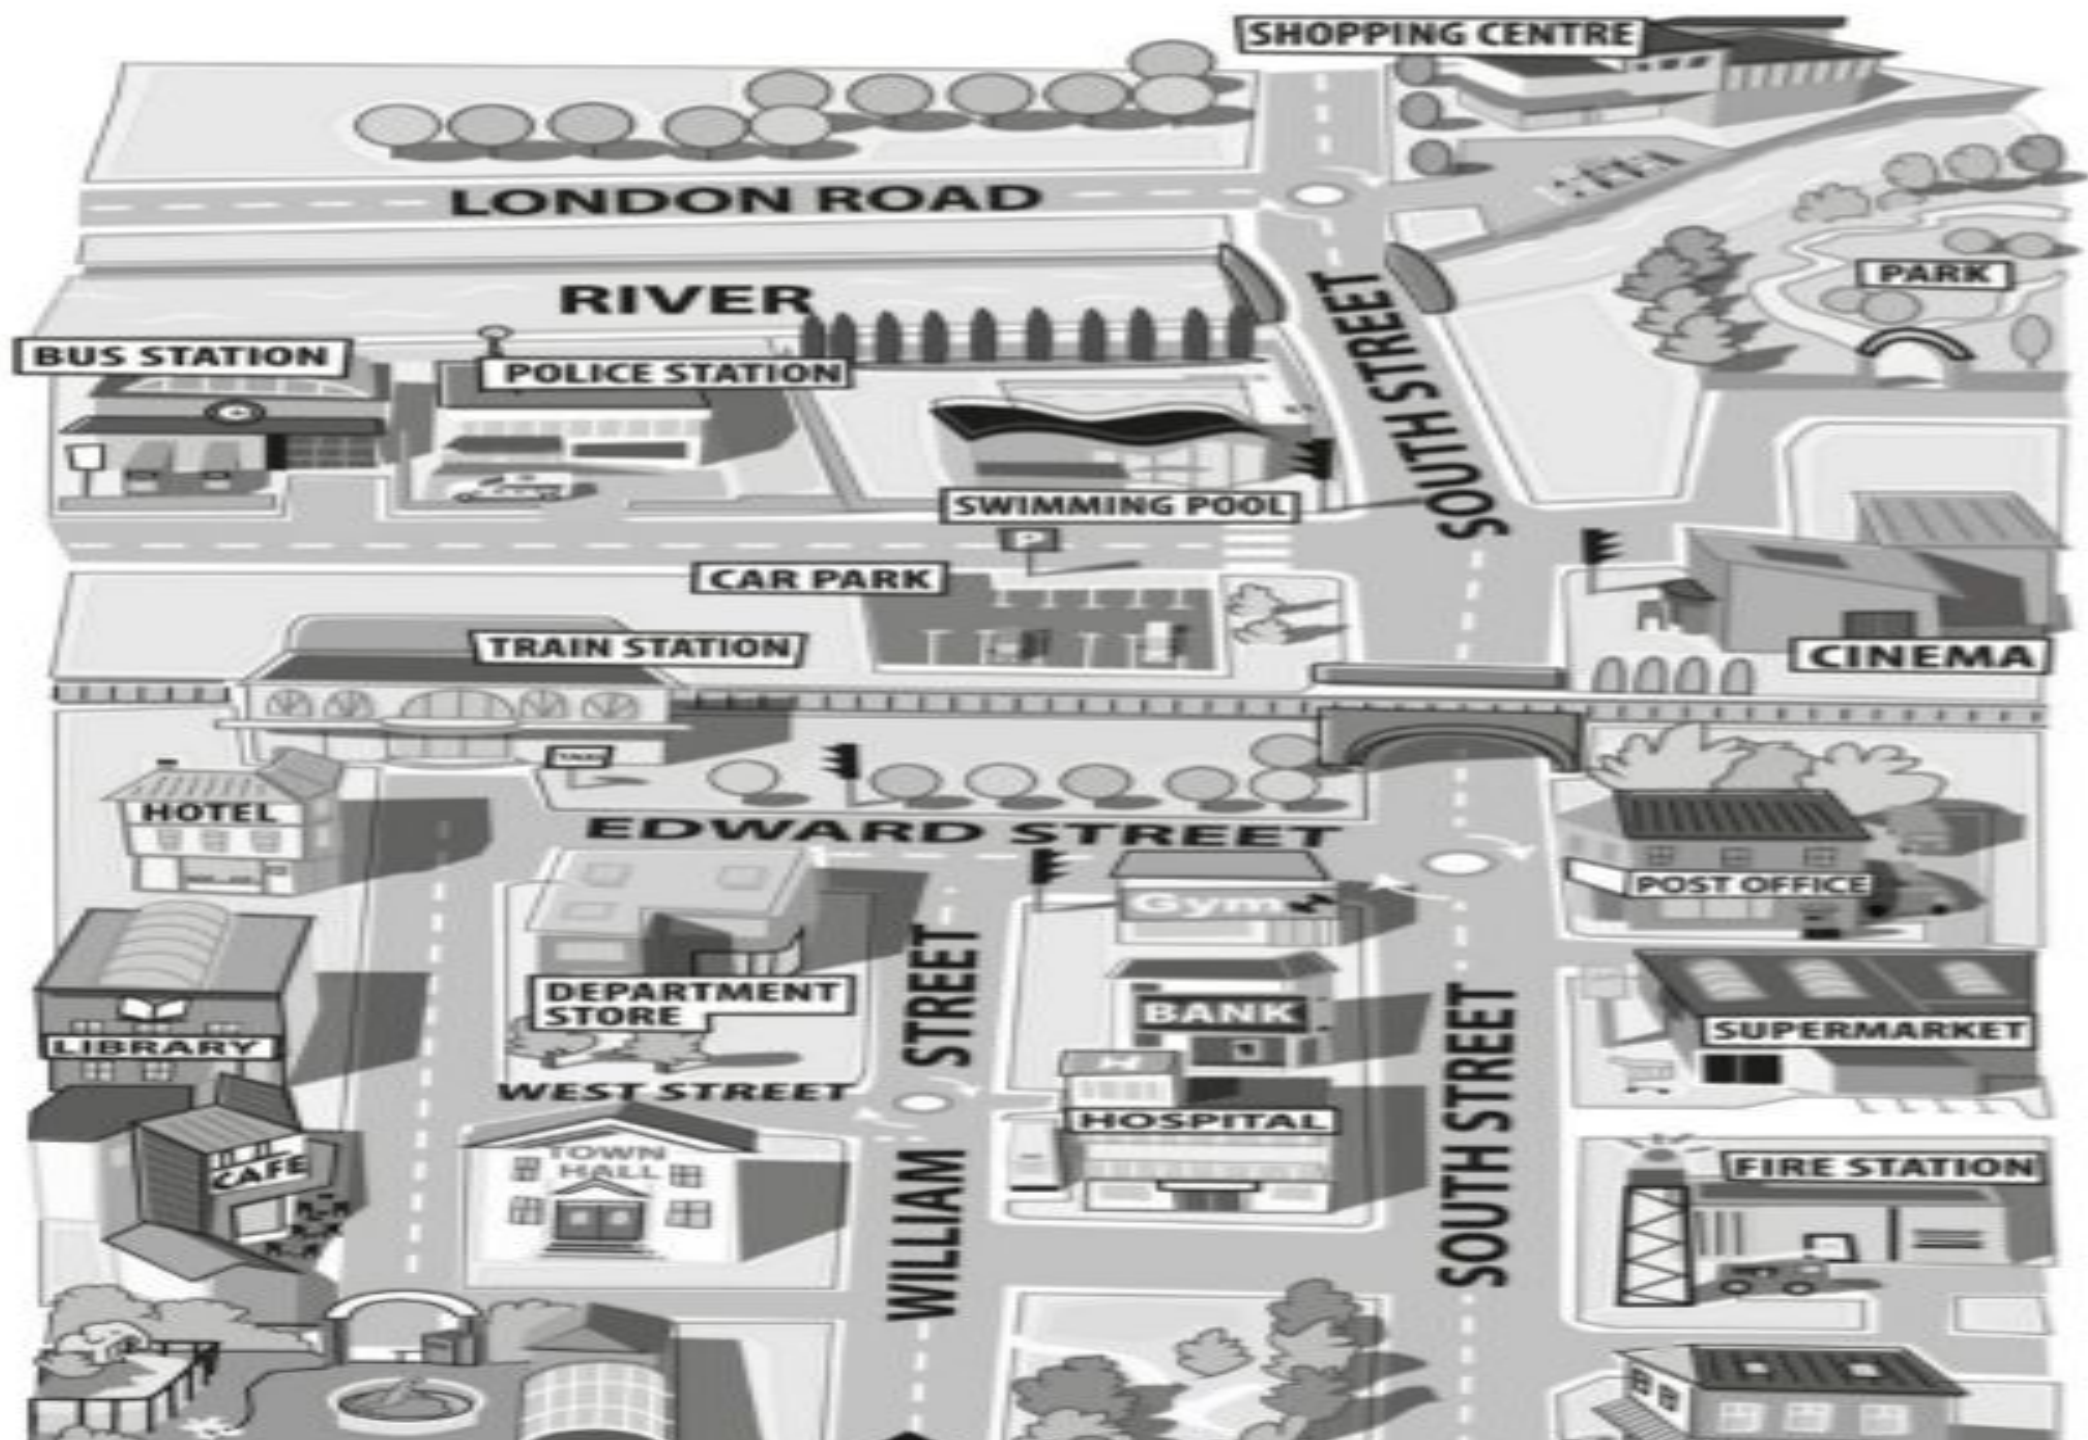 SHOPPING CENTRE
LONDON ROAD
RIVER
PARK
BUS STATION
POLICE STATION
SOUTH STREET
SWIMMING POOL
P
CAR PARK
TRAIN STATION
CINEMA
TAXI
HOTEL
EDWARD STREET
Gym
POST OFFICE
DEPARTMENT
STORE
BANK
LIBRARY
SUPERMARKET
WEST STREET
WILLIAM STREET
H
HOSPITAL
SOUTH STREET
TOWN
HALL
CAFE
FIRE STATION